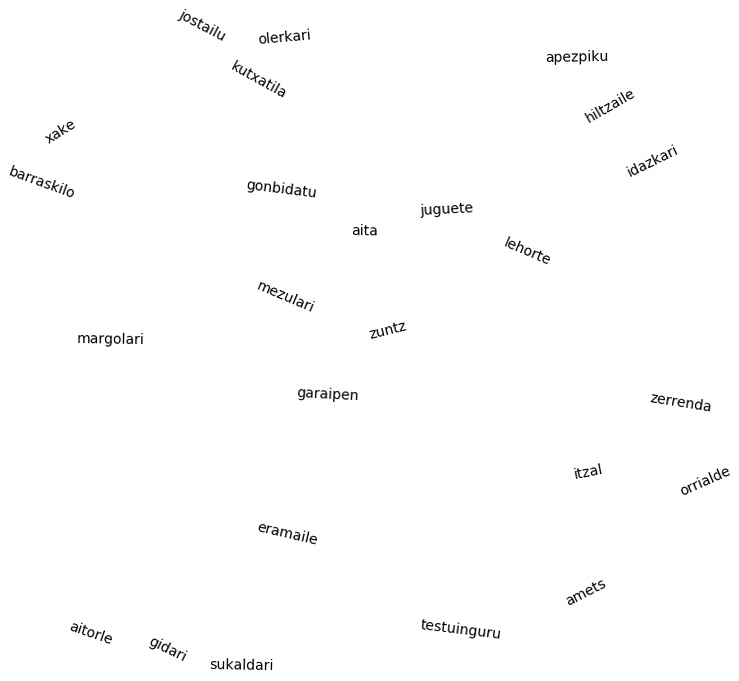 jostailu
olerkari
apezpiku
kutxatila
hiltzaile
xake
idazkari
barraskilo
gonbidatu
juguete
aita
lehorte
mezulari
zuntz
margolari
garaipen
zerrenda
itzal
orrialde
eramaile
amets
aitorle
testuinguru
gidari
sukaldari